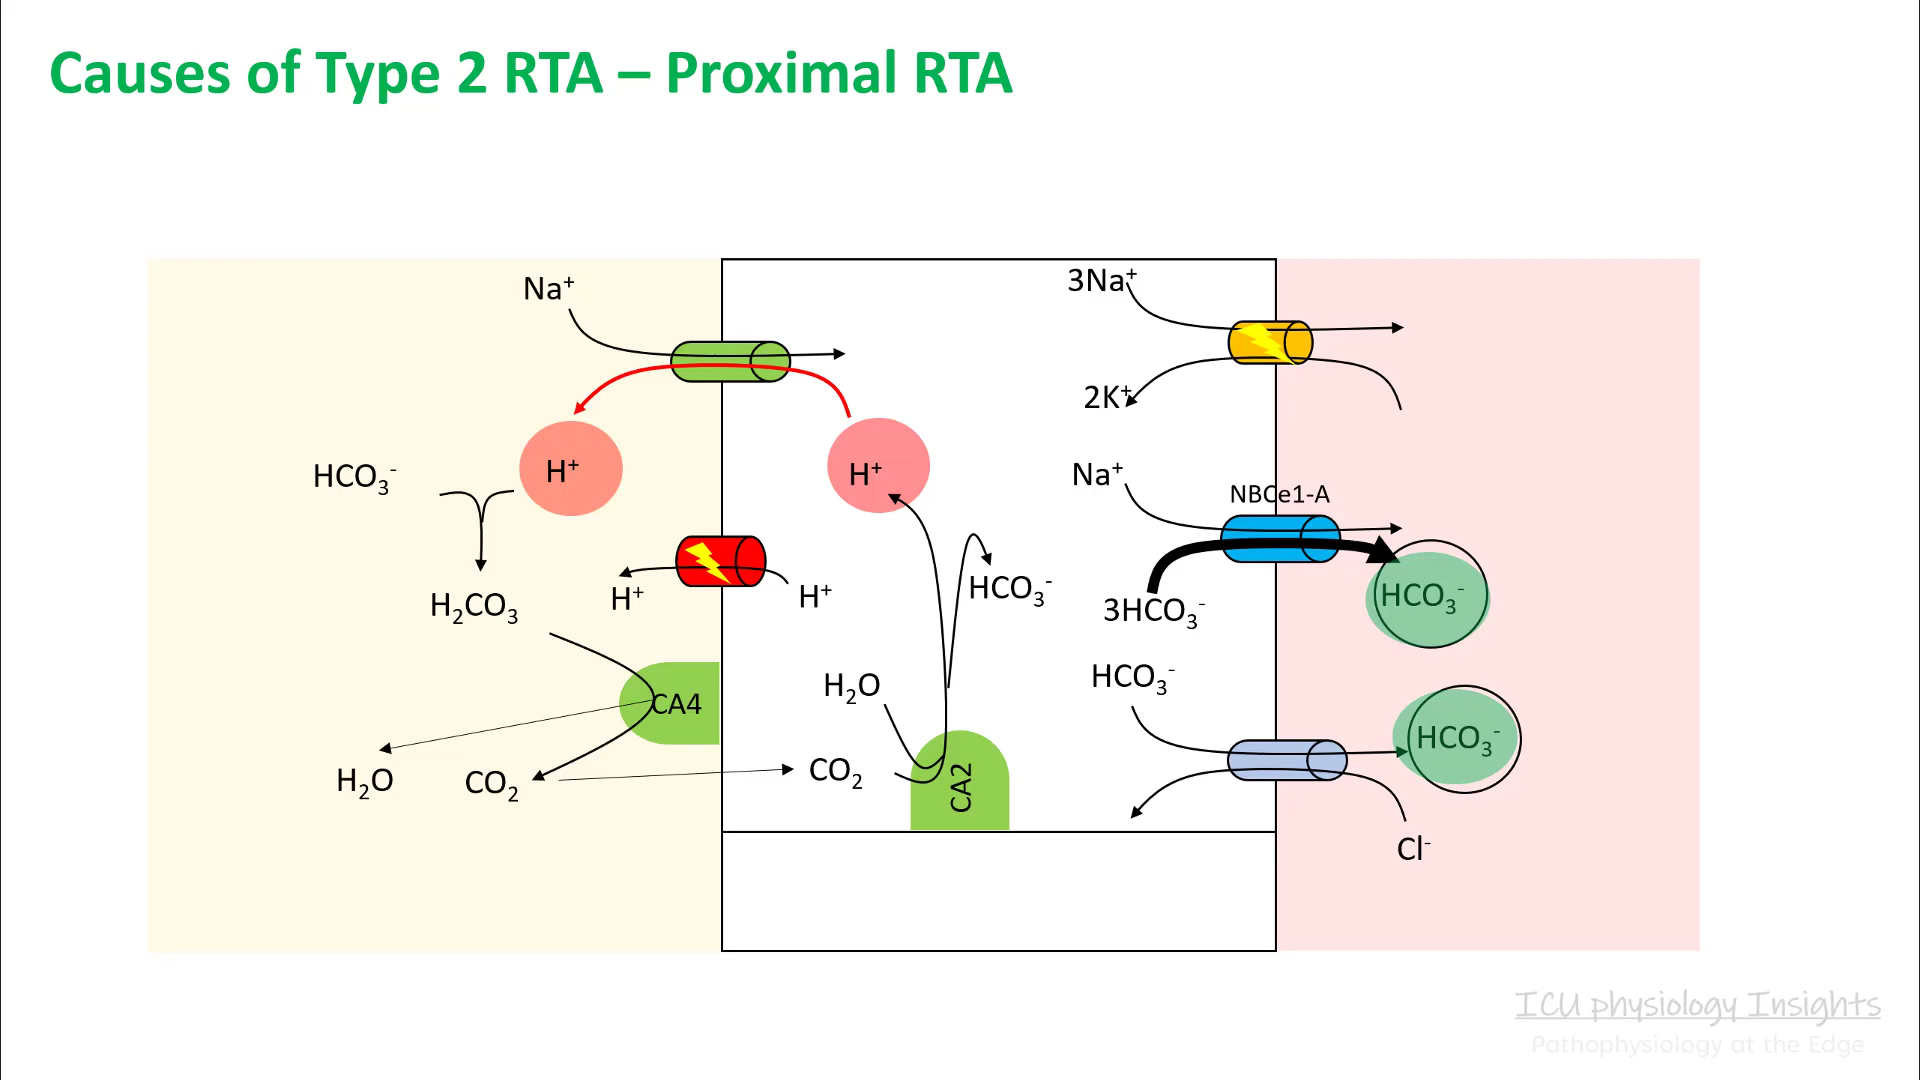 Causes of Type 2 RTA – Proximal RTA
Na⁺
3Na⁺
2K⁺
HCO₃⁻
H⁺
H⁺
Na⁺
NBCe1-A
H₂CO₃
H⁺
H⁺
HCO₃⁻
3HCO₃⁻
HCO₃⁻
H₂O
HCO₃⁻
CA4
HCO₃⁻
H₂O
CO₂
CO₂
CA2
Cl⁻
ICU physiology Insights
Pathophysiology at the Edge